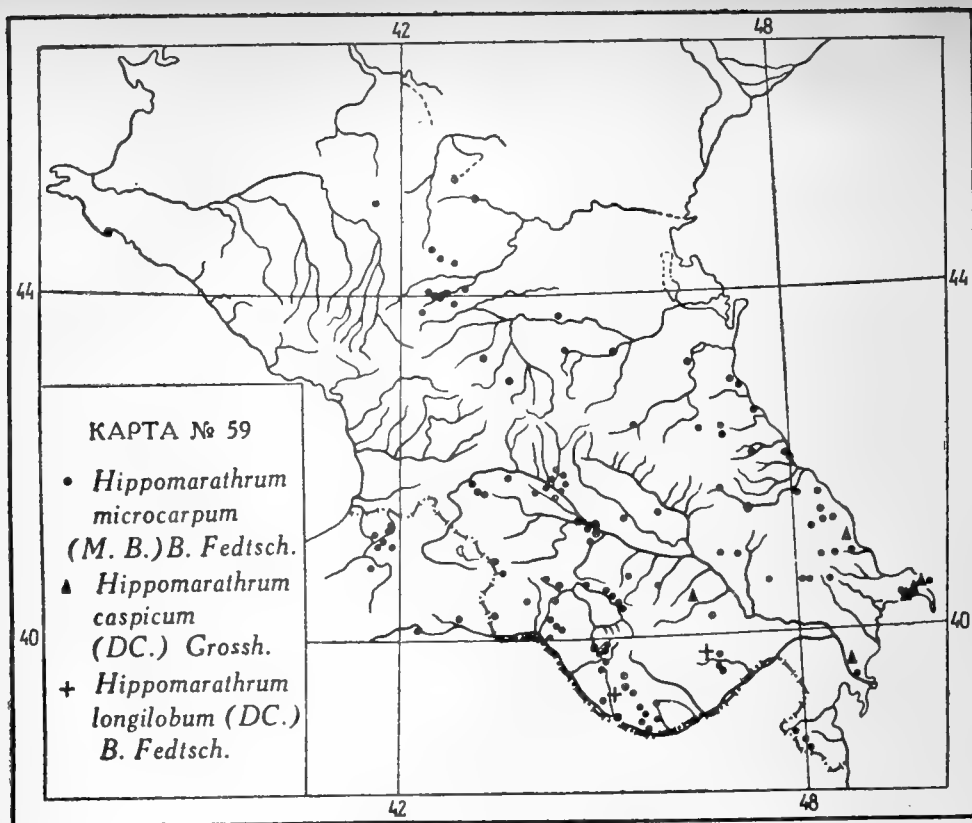 42 48
44 44
КАРТА № 59
• Hippomarathrum
microcarpum
(M. B.) B. Fedtsch.
▲ Hippomarathrum
caspicum
(DC.) Grossh.
+ Hippomarathrum
longilobum (DC.)
B. Fedtsch.
40 40
42 48